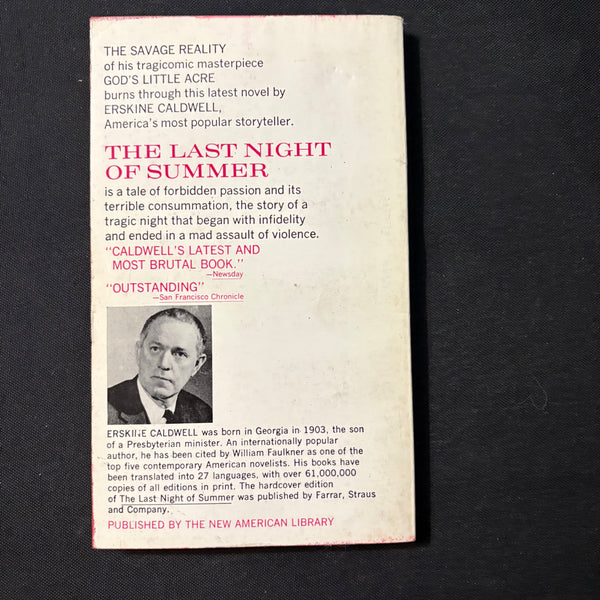 THE SAVAGE REALITY
of his tragicomic masterpiece
GOD'S LITTLE ACRE
burns through this latest novel by
ERSKINE CALDWELL,
America's most popular storyteller.
THE LAST NIGHT
OF SUMMER
is a tale of forbidden passion and its
terrible consummation, the story of a
tragic night that began with infidelity
and ended in a mad assault of violence.
"CALDWELL'S LATEST AND
MOST BRUTAL BOOK."
—Newsday
"OUTSTANDING"
—San Francisco Chronicle
ERSKINE CALDWELL was born in Georgia in 1903, the son
of a Presbyterian minister. An internationally popular
author, he has been cited by William Faulkner as one of the
top five contemporary American novelists. His books have
been translated into 27 languages, with over 61,000,000
copies of all editions in print. The hardcover edition
of The Last Night of Summer was published by Farrar, Straus
and Company.
PUBLISHED BY THE NEW AMERICAN LIBRARY